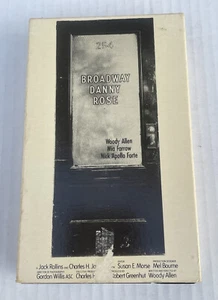 254
BROADWAY
DANNY
ROSE
Woody Allen
Mia Farrow
Nick Apollo Forte
Jack Rollins Charles H. Susan E. Morse Mel Bourne
Gordon Willis, ASC Charles Robert Greenhut Woody Allen